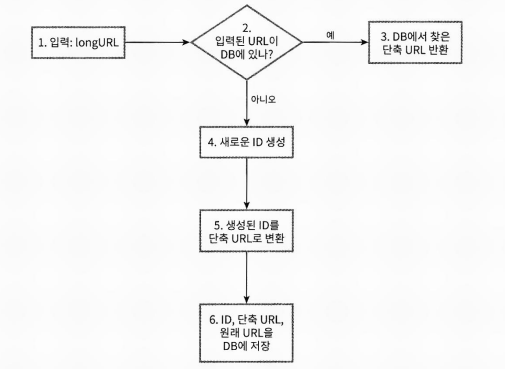 1. 입력: longURL
2.
입력된 URL이
DB에 있나?
예
3. DB에서 찾은
단축 URL 반환
아니오
4. 새로운 ID 생성
5. 생성된 ID를
단축 URL로 변환
6. ID, 단축 URL,
원래 URL을
DB에 저장